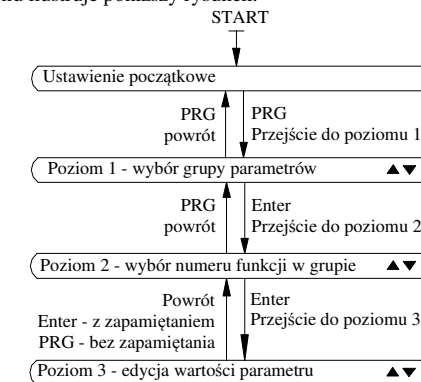 START
Ustawienie początkowe
PRG
powrót
PRG
Przejście do poziomu 1
Poziom 1 - wybór grupy parametrów
PRG
powrót
Enter
Przejście do poziomu 2
Poziom 2 - wybór numeru funkcji w grupie
Powrót
Enter - z zapamiętaniem
PRG - bez zapamiętania
Enter
Przejście do poziomu 3
Poziom 3 - edycja wartości parametru